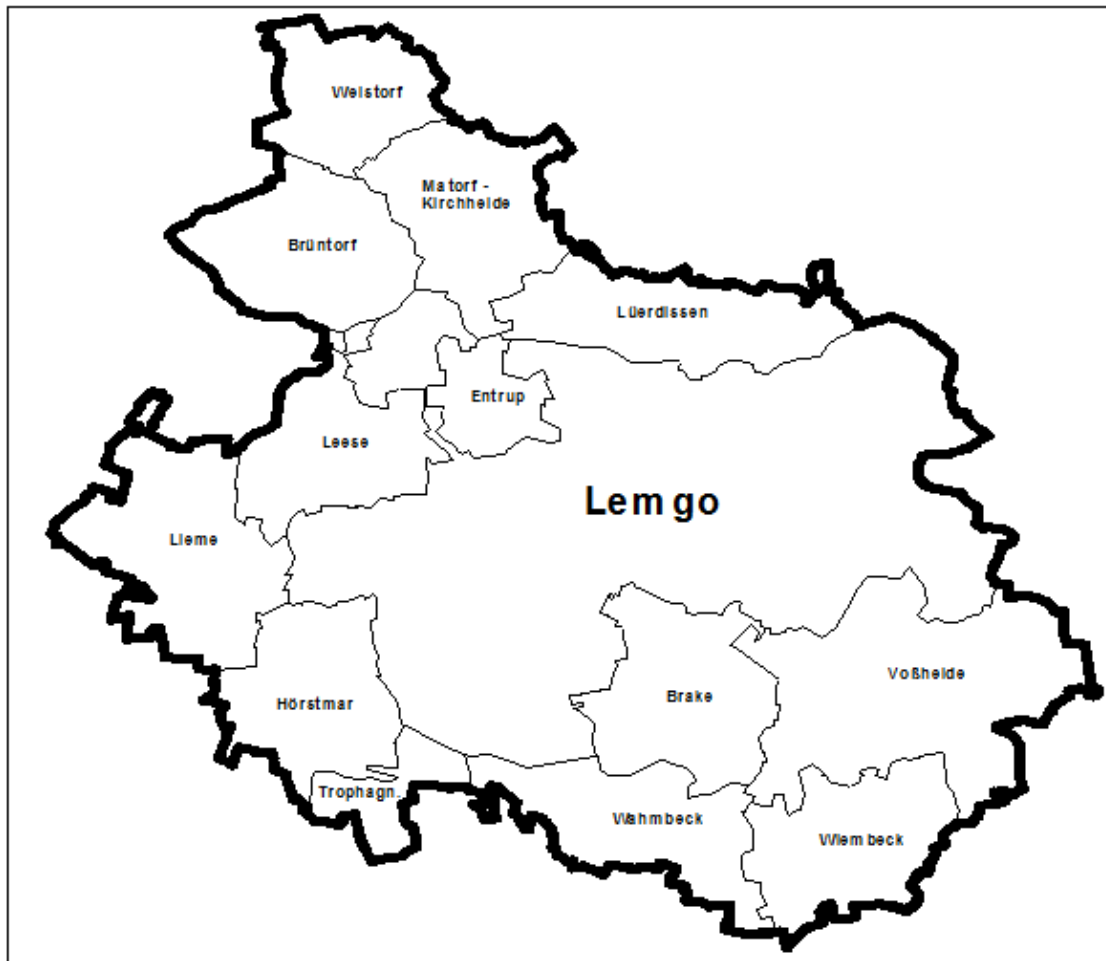 Welstorf
Matorf -
Kirchheide
Brüntorf
Lüerdissen
Entrup
Leese
Lemgo
Lieme
Voßheide
Brake
Hörstmar
Trophagn.
Wahmbeck
Wiembeck